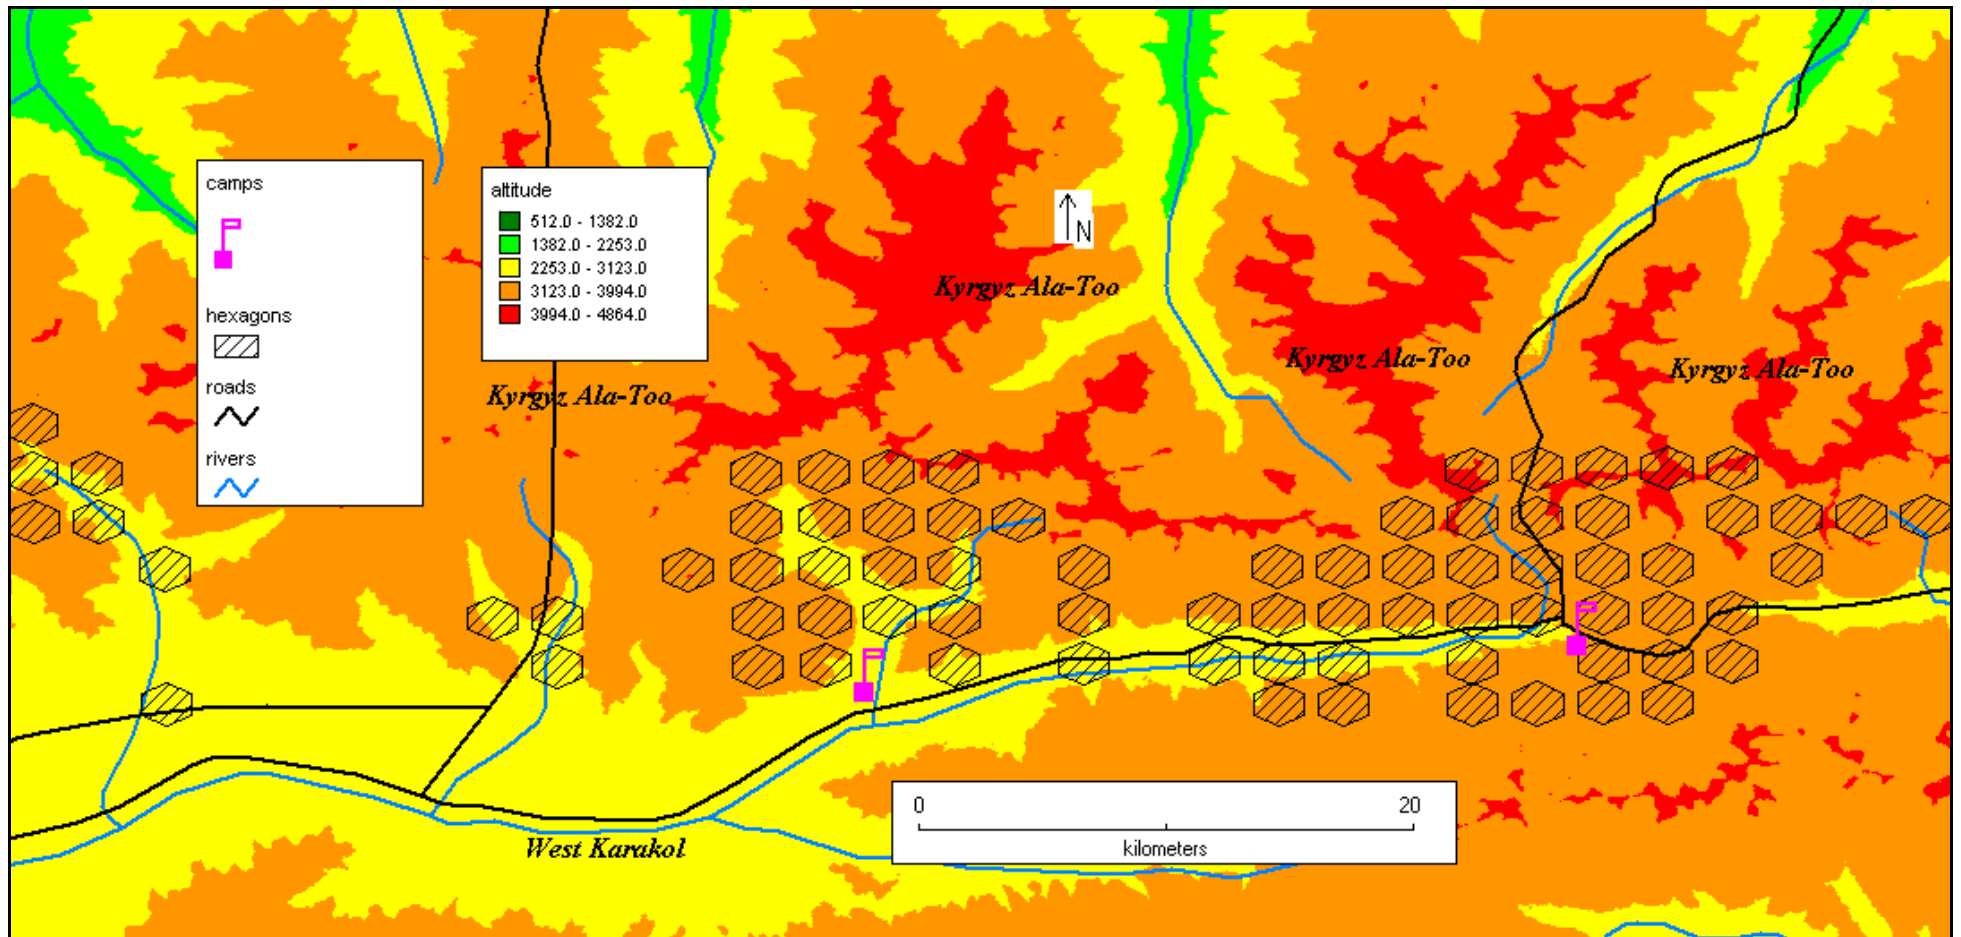 camps
hexagons
roads
rivers
altitude
512.0 - 1382.0
1382.0 - 2253.0
2253.0 - 3123.0
3123.0 - 3994.0
3994.0 - 4864.0
N
Kyrgyz Ala-Too
Kyrgyz Ala-Too
Kyrgyz Ala-Too
Kyrgyz Ala-Too
West Karakol
0 20
kilometers